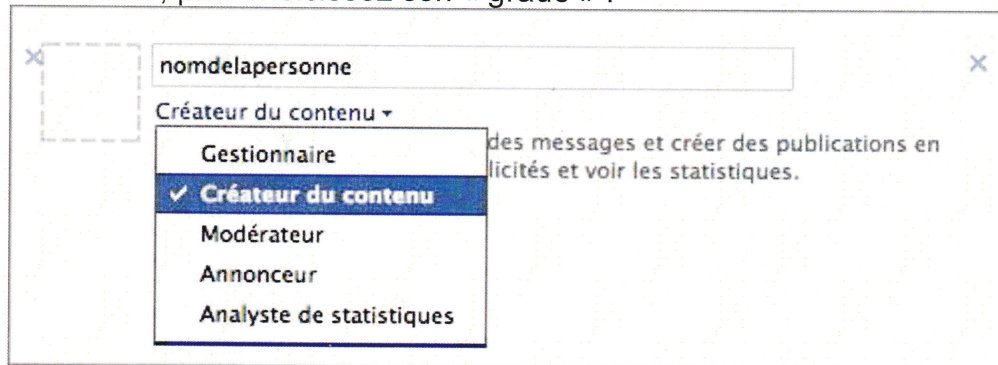 nomdelapersonne
Créateur du contenu
des messages et créer des publications en
Gestionnaire
licités et voir les statistiques.
✓ Créateur du contenu
Modérateur
Annonceur
Analyste de statistiques